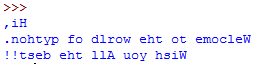 >>>
,iH
.nohtyp fo dlrow eht ot emocleW
!!tseb eht llA uoy hsiW